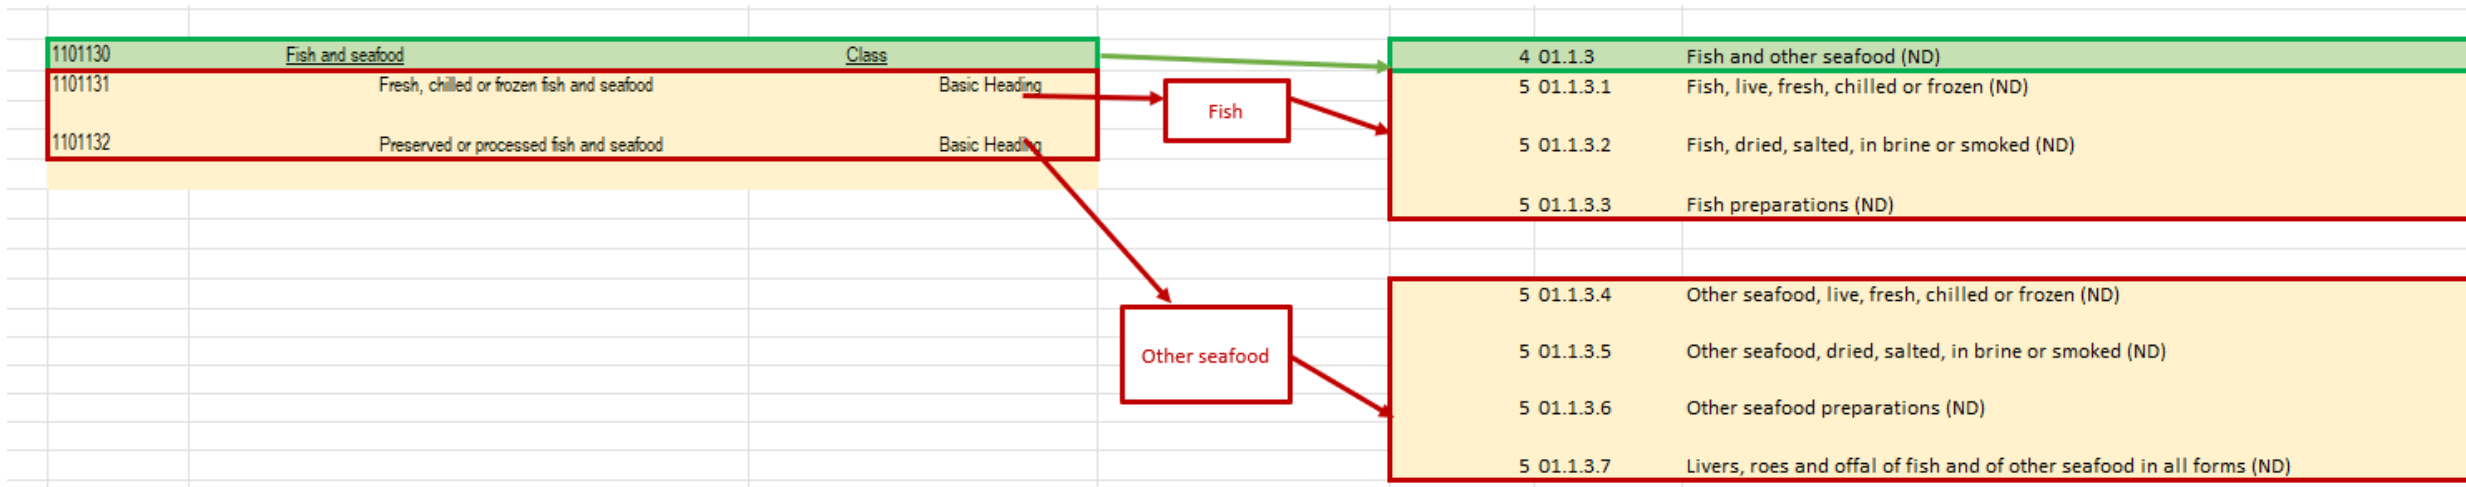 1101130 Fish and seafood Class 4 01.1.3 Fish and other seafood (ND)
1101131 Fresh, chilled or frozen fish and seafood Basic Heading 5 01.1.3.1 Fish, live, fresh, chilled or frozen (ND)
Fish
1101132 Preserved or processed fish and seafood Basic Heading 5 01.1.3.2 Fish, dried, salted, in brine or smoked (ND)
5 01.1.3.3 Fish preparations (ND)
5 01.1.3.4 Other seafood, live, fresh, chilled or frozen (ND)
Other seafood 5 01.1.3.5 Other seafood, dried, salted, in brine or smoked (ND)
5 01.1.3.6 Other seafood preparations (ND)
5 01.1.3.7 Livers, roes and offal of fish and of other seafood in all forms (ND)